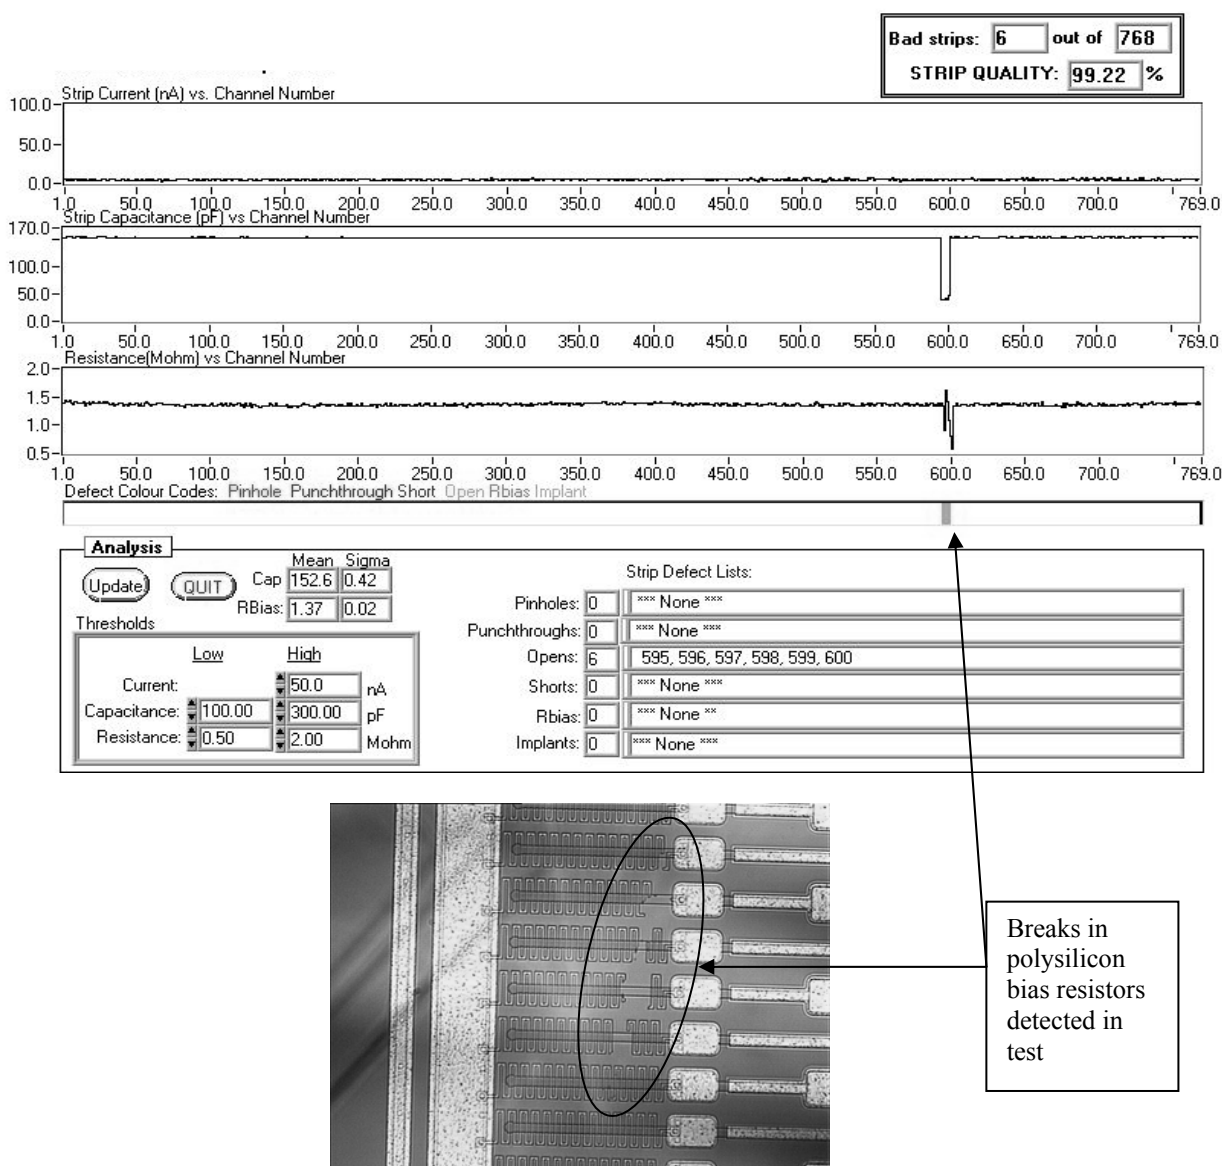 Bad strips: 6 out of 768
STRIP QUALITY: 99.22 %
Strip Current (nA) vs. Channel Number
100.0
50.0
0.0
1.0 50.0 100.0 150.0 200.0 250.0 300.0 350.0 400.0 450.0 500.0 550.0 600.0 650.0 700.0 769.0
Strip Capacitance (pF) vs Channel Number
170.0
100.0
50.0
0.0
1.0 50.0 100.0 150.0 200.0 250.0 300.0 350.0 400.0 450.0 500.0 550.0 600.0 650.0 700.0 769.0
Resistance(Mohm) vs Channel Number
2.0
1.5
1.0
0.5
1.0 50.0 100.0 150.0 200.0 250.0 300.0 350.0 400.0 450.0 500.0 550.0 600.0 650.0 700.0 769.0
Defect Colour Codes: Pinhole Punchthrough Short Open Rbias Implant
Analysis
Mean Sigma
Update QUIT Cap 152.6 0.42
RBias: 1.37 0.02
Thresholds
Low High
Current: 50.0 nA
Capacitance: 100.00 300.00 pF
Resistance: 0.50 2.00 Mohm
Strip Defect Lists:
Pinholes: 0 *** None ***
Punchthroughs: 0 *** None ***
Opens: 6 595, 596, 597, 598, 599, 600
Shorts: 0 *** None ***
Rbias: 0 *** None **
Implants: 0 *** None ***
Breaks in
polysilicon
bias resistors
detected in
test